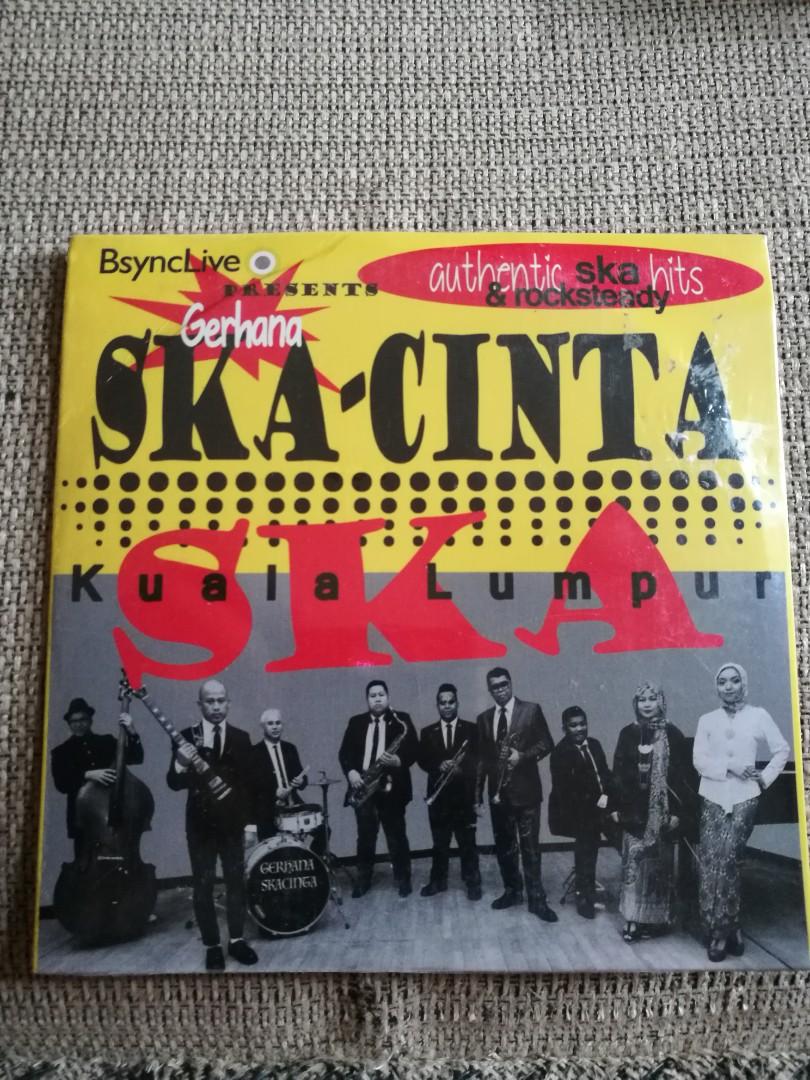 BsyncLive
PRESENTS
authentic ska hits
& rocksteady
Gerhana
SKA-CINTA
SKA
Kuala Lumpur
GERHANA
SKACINTA